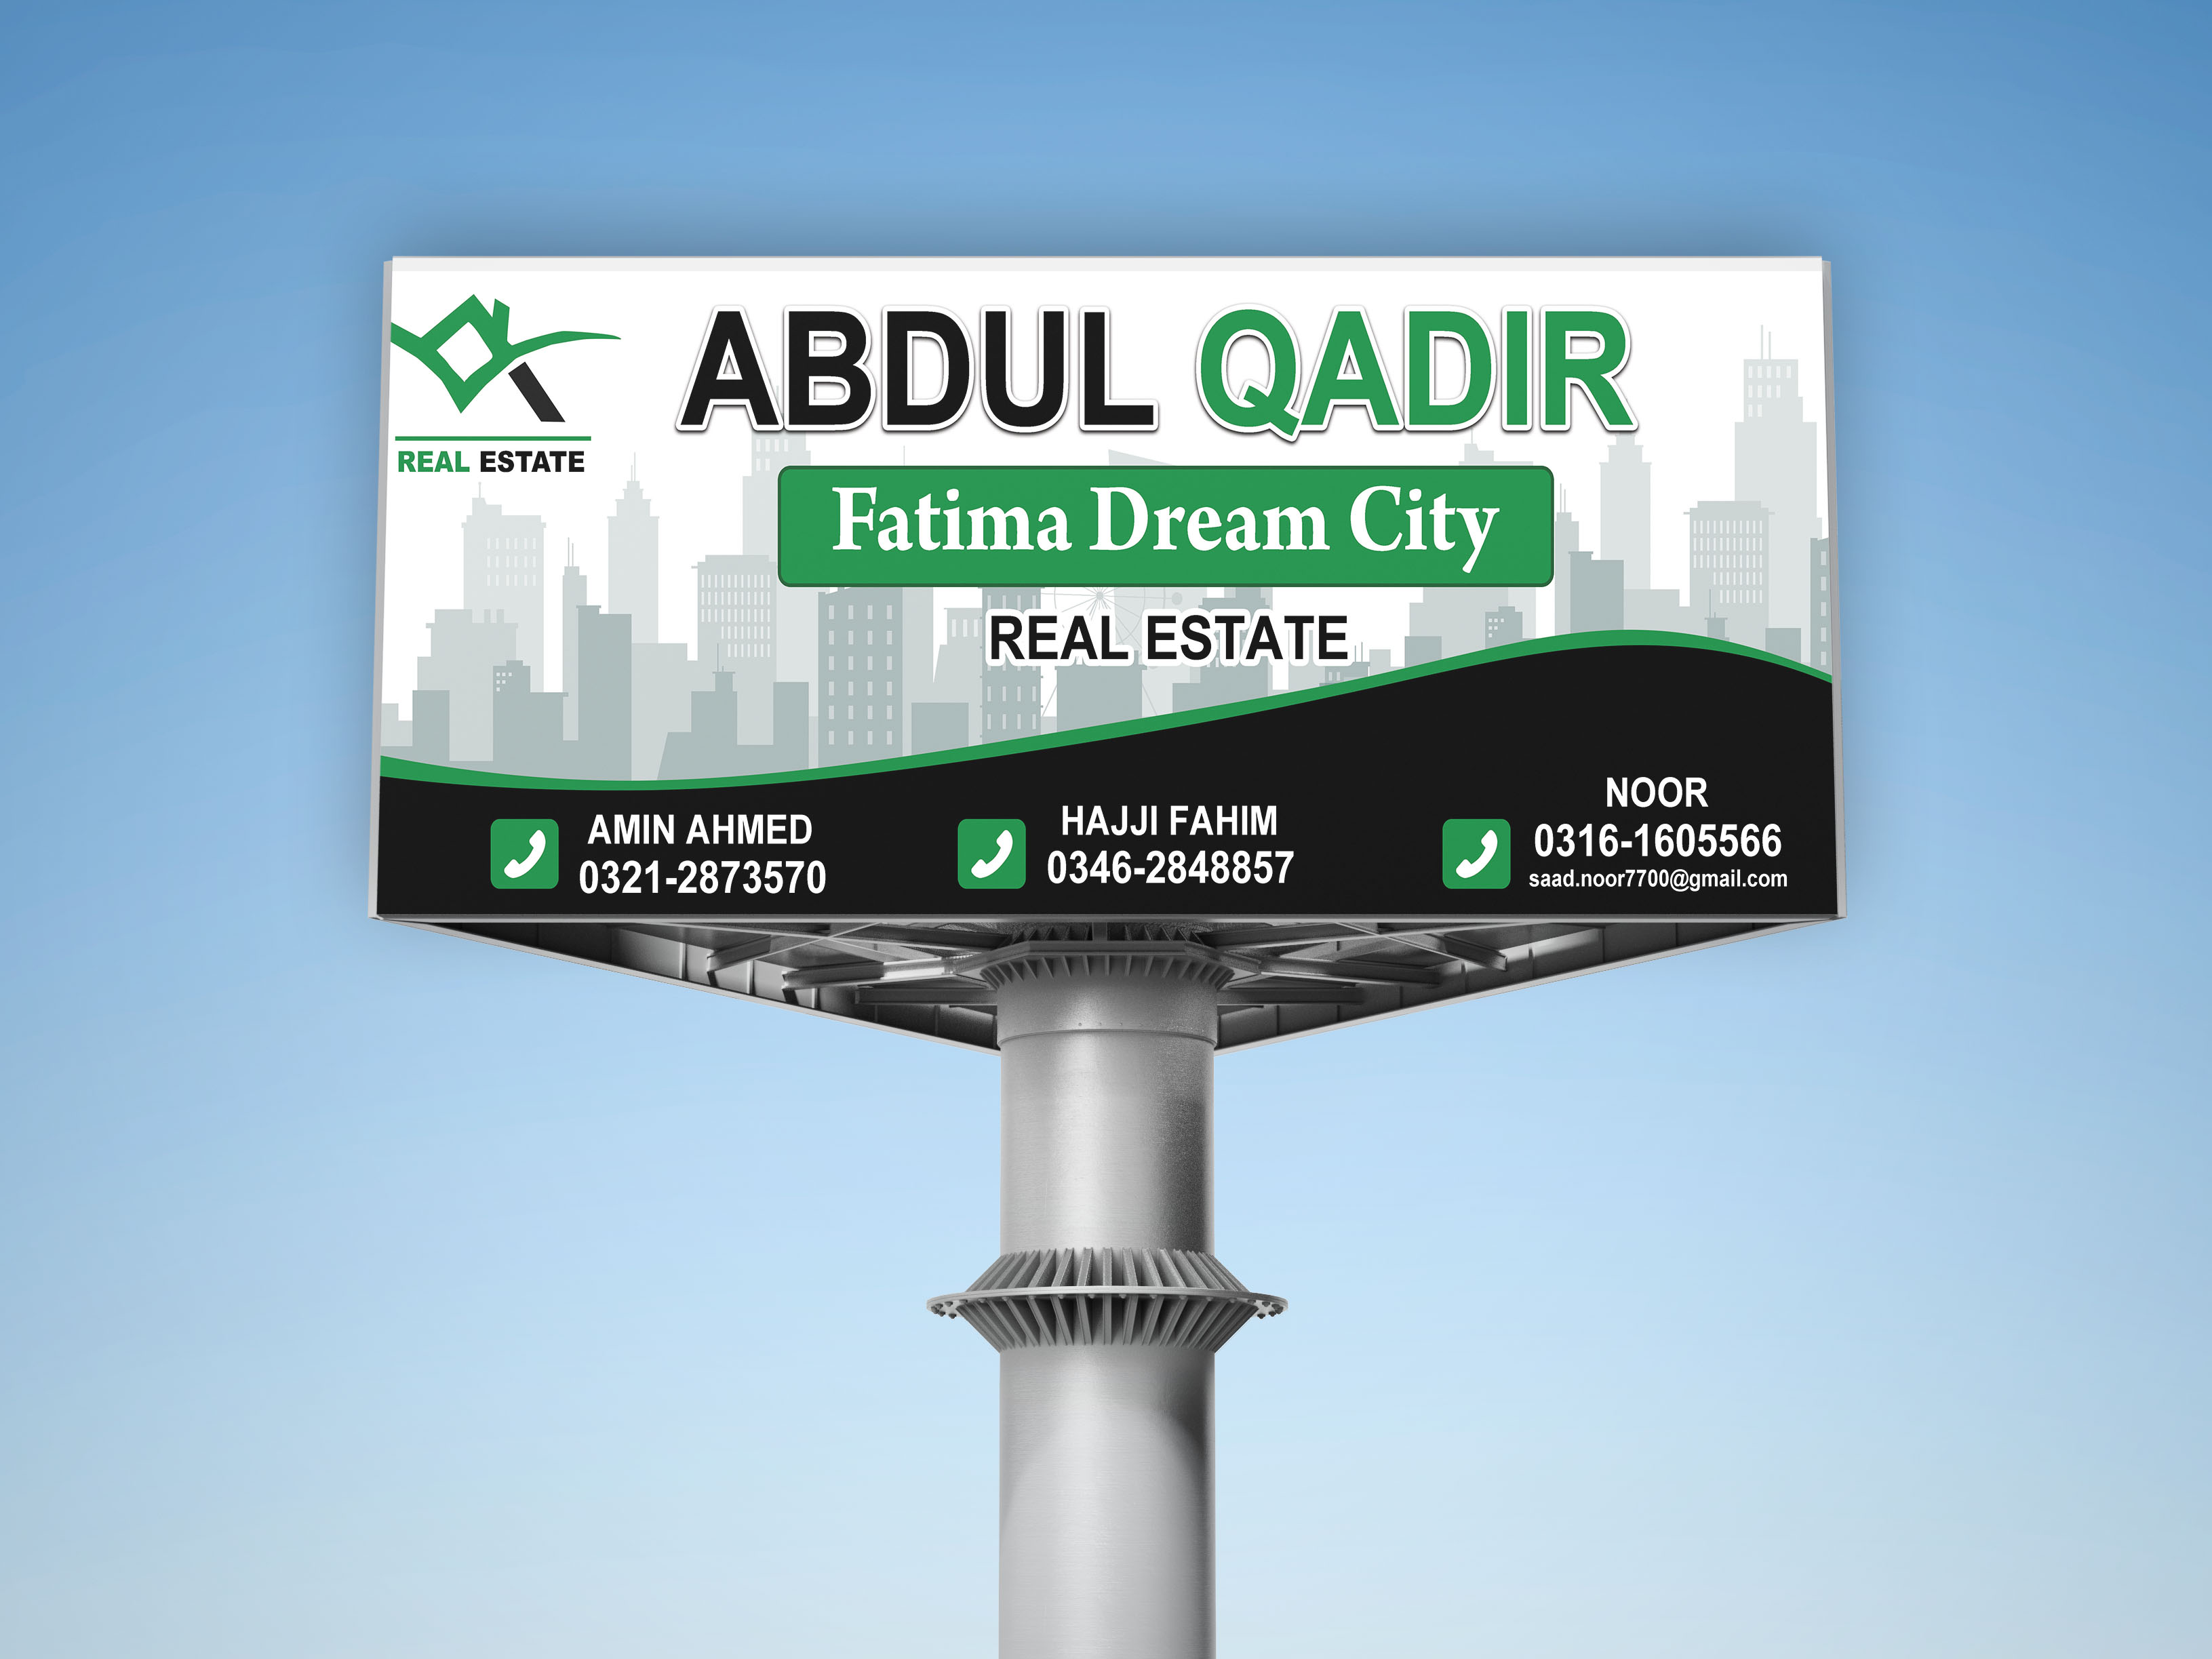 REAL ESTATE
ABDUL QADIR
Fatima Dream City
REAL ESTATE
AMIN AHMED
0321-2873570
HAJJI FAHIM
0346-2848857
NOOR
0316-1605566
saad.noor7700@gmail.com